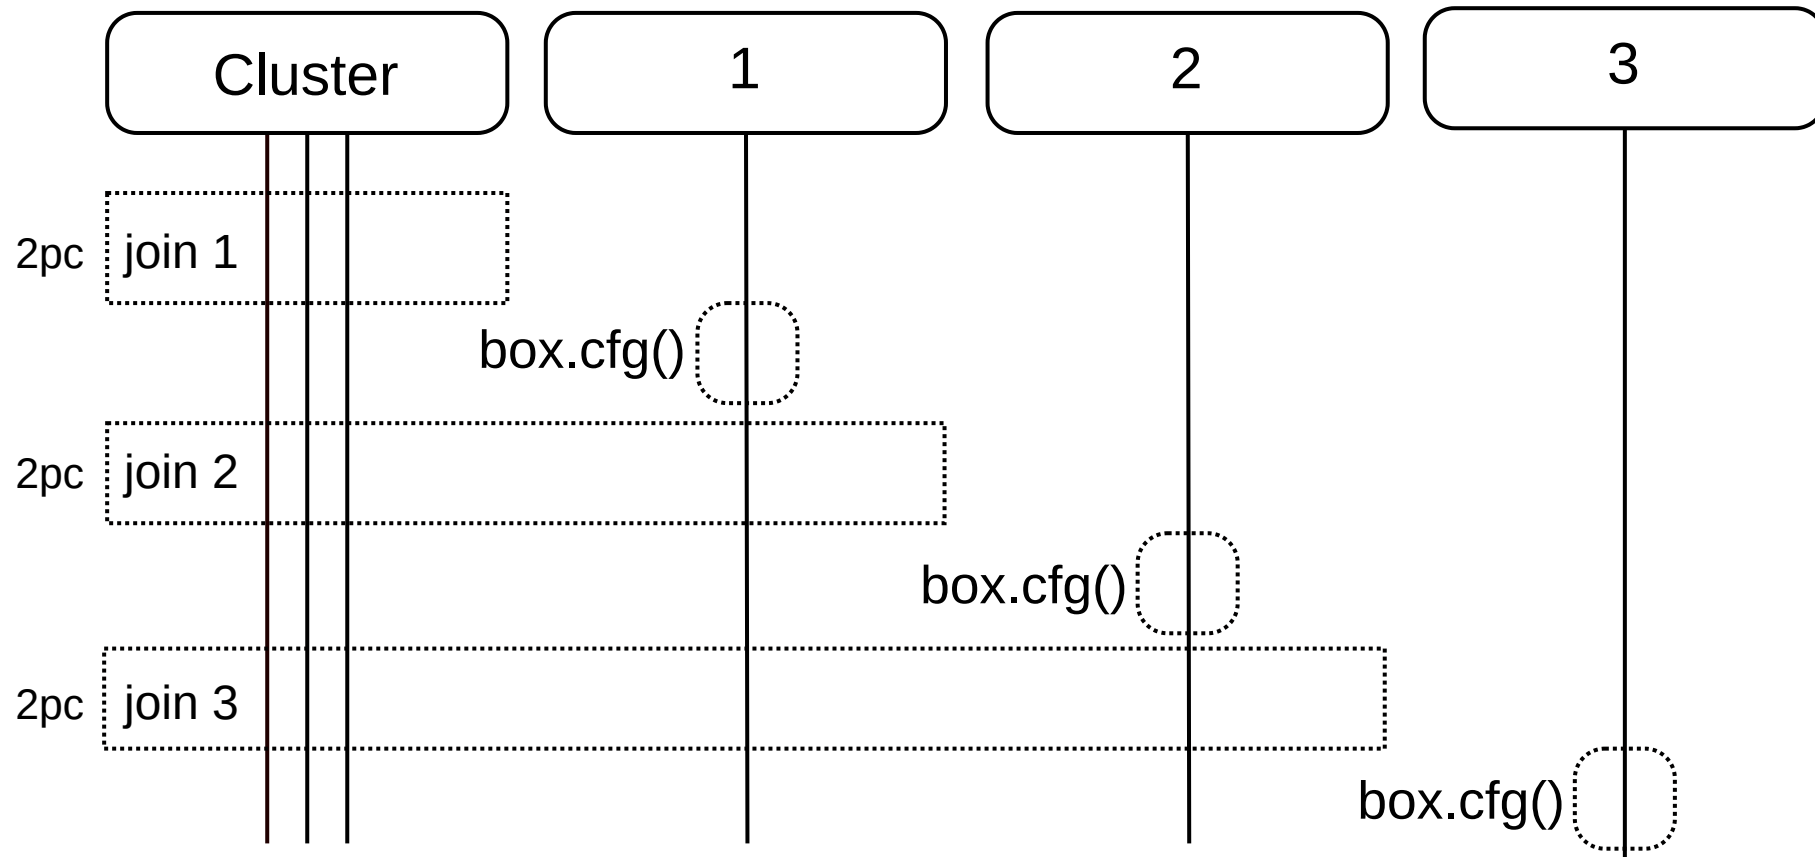 Cluster
1
2
3
2pc
join 1
box.cfg()
2pc
join 2
box.cfg()
2pc
join 3
box.cfg()